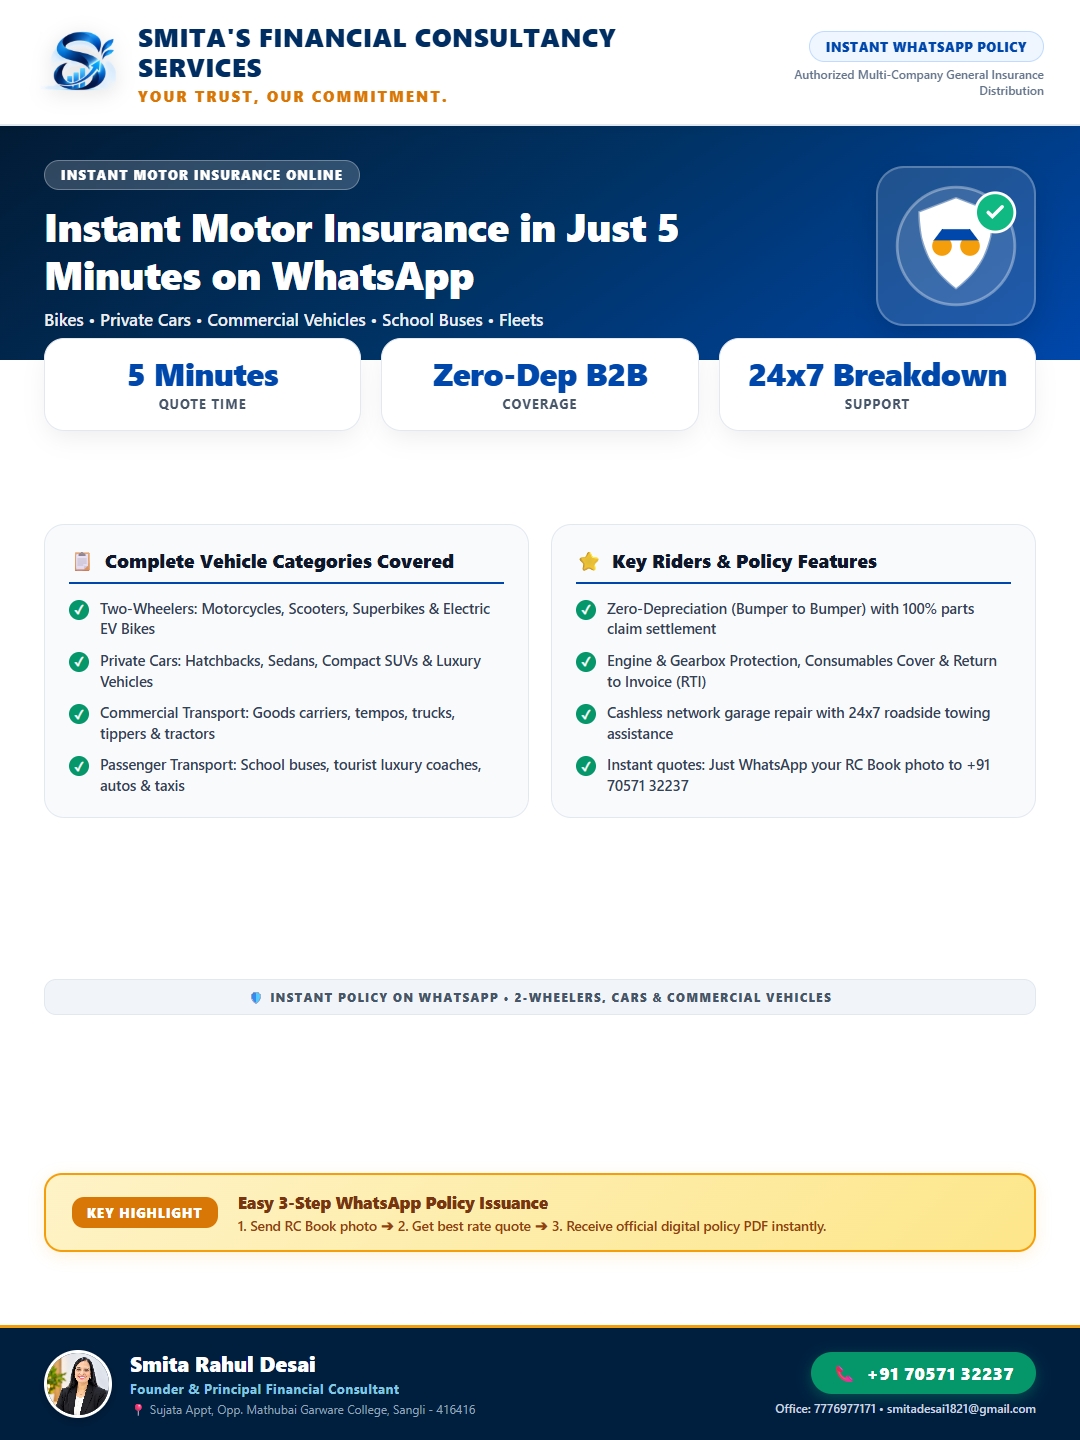 SMITA'S FINANCIAL CONSULTANCY
SERVICES
YOUR TRUST, OUR COMMITMENT.
INSTANT WHATSAPP POLICY
Authorized Multi-Company General Insurance
Distribution
INSTANT MOTOR INSURANCE ONLINE
Instant Motor Insurance in Just 5
Minutes on WhatsApp
Bikes • Private Cars • Commercial Vehicles • School Buses • Fleets
5 Minutes
QUOTE TIME
Zero-Dep B2B
COVERAGE
24x7 Breakdown
SUPPORT
Complete Vehicle Categories Covered
Two-Wheelers: Motorcycles, Scooters, Superbikes & Electric
EV Bikes
Private Cars: Hatchbacks, Sedans, Compact SUVs & Luxury
Vehicles
Commercial Transport: Goods carriers, tempos, trucks,
tippers & tractors
Passenger Transport: School buses, tourist luxury coaches,
autos & taxis
Key Riders & Policy Features
Zero-Depreciation (Bumper to Bumper) with 100% parts
claim settlement
Engine & Gearbox Protection, Consumables Cover & Return
to Invoice (RTI)
Cashless network garage repair with 24x7 roadside towing
assistance
Instant quotes: Just WhatsApp your RC Book photo to +91
70571 32237
INSTANT POLICY ON WHATSAPP • 2-WHEELERS, CARS & COMMERCIAL VEHICLES
KEY HIGHLIGHT
Easy 3-Step WhatsApp Policy Issuance
1. Send RC Book photo ➔ 2. Get best rate quote ➔ 3. Receive official digital policy PDF instantly.
Smita Rahul Desai
Founder & Principal Financial Consultant
Sujata Appt, Opp. Mathubai Garware College, Sangli - 416416
+91 70571 32237
Office: 7776977171 • smitadesai1821@gmail.com